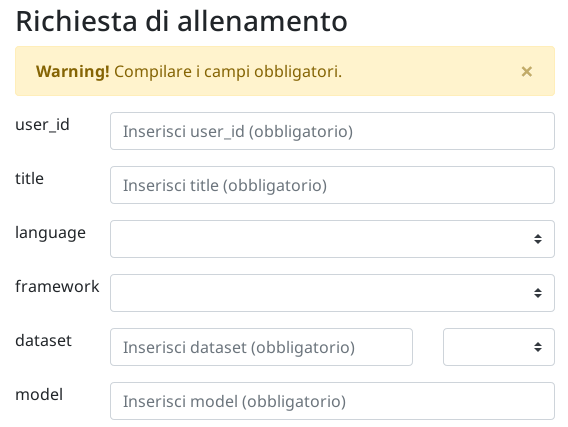 Richiesta di allenamento
Warning! Compilare i campi obbligatori. ×
user_id Inserisci user_id (obbligatorio)
title Inserisci title (obbligatorio)
language
framework
dataset Inserisci dataset (obbligatorio)
model Inserisci model (obbligatorio)